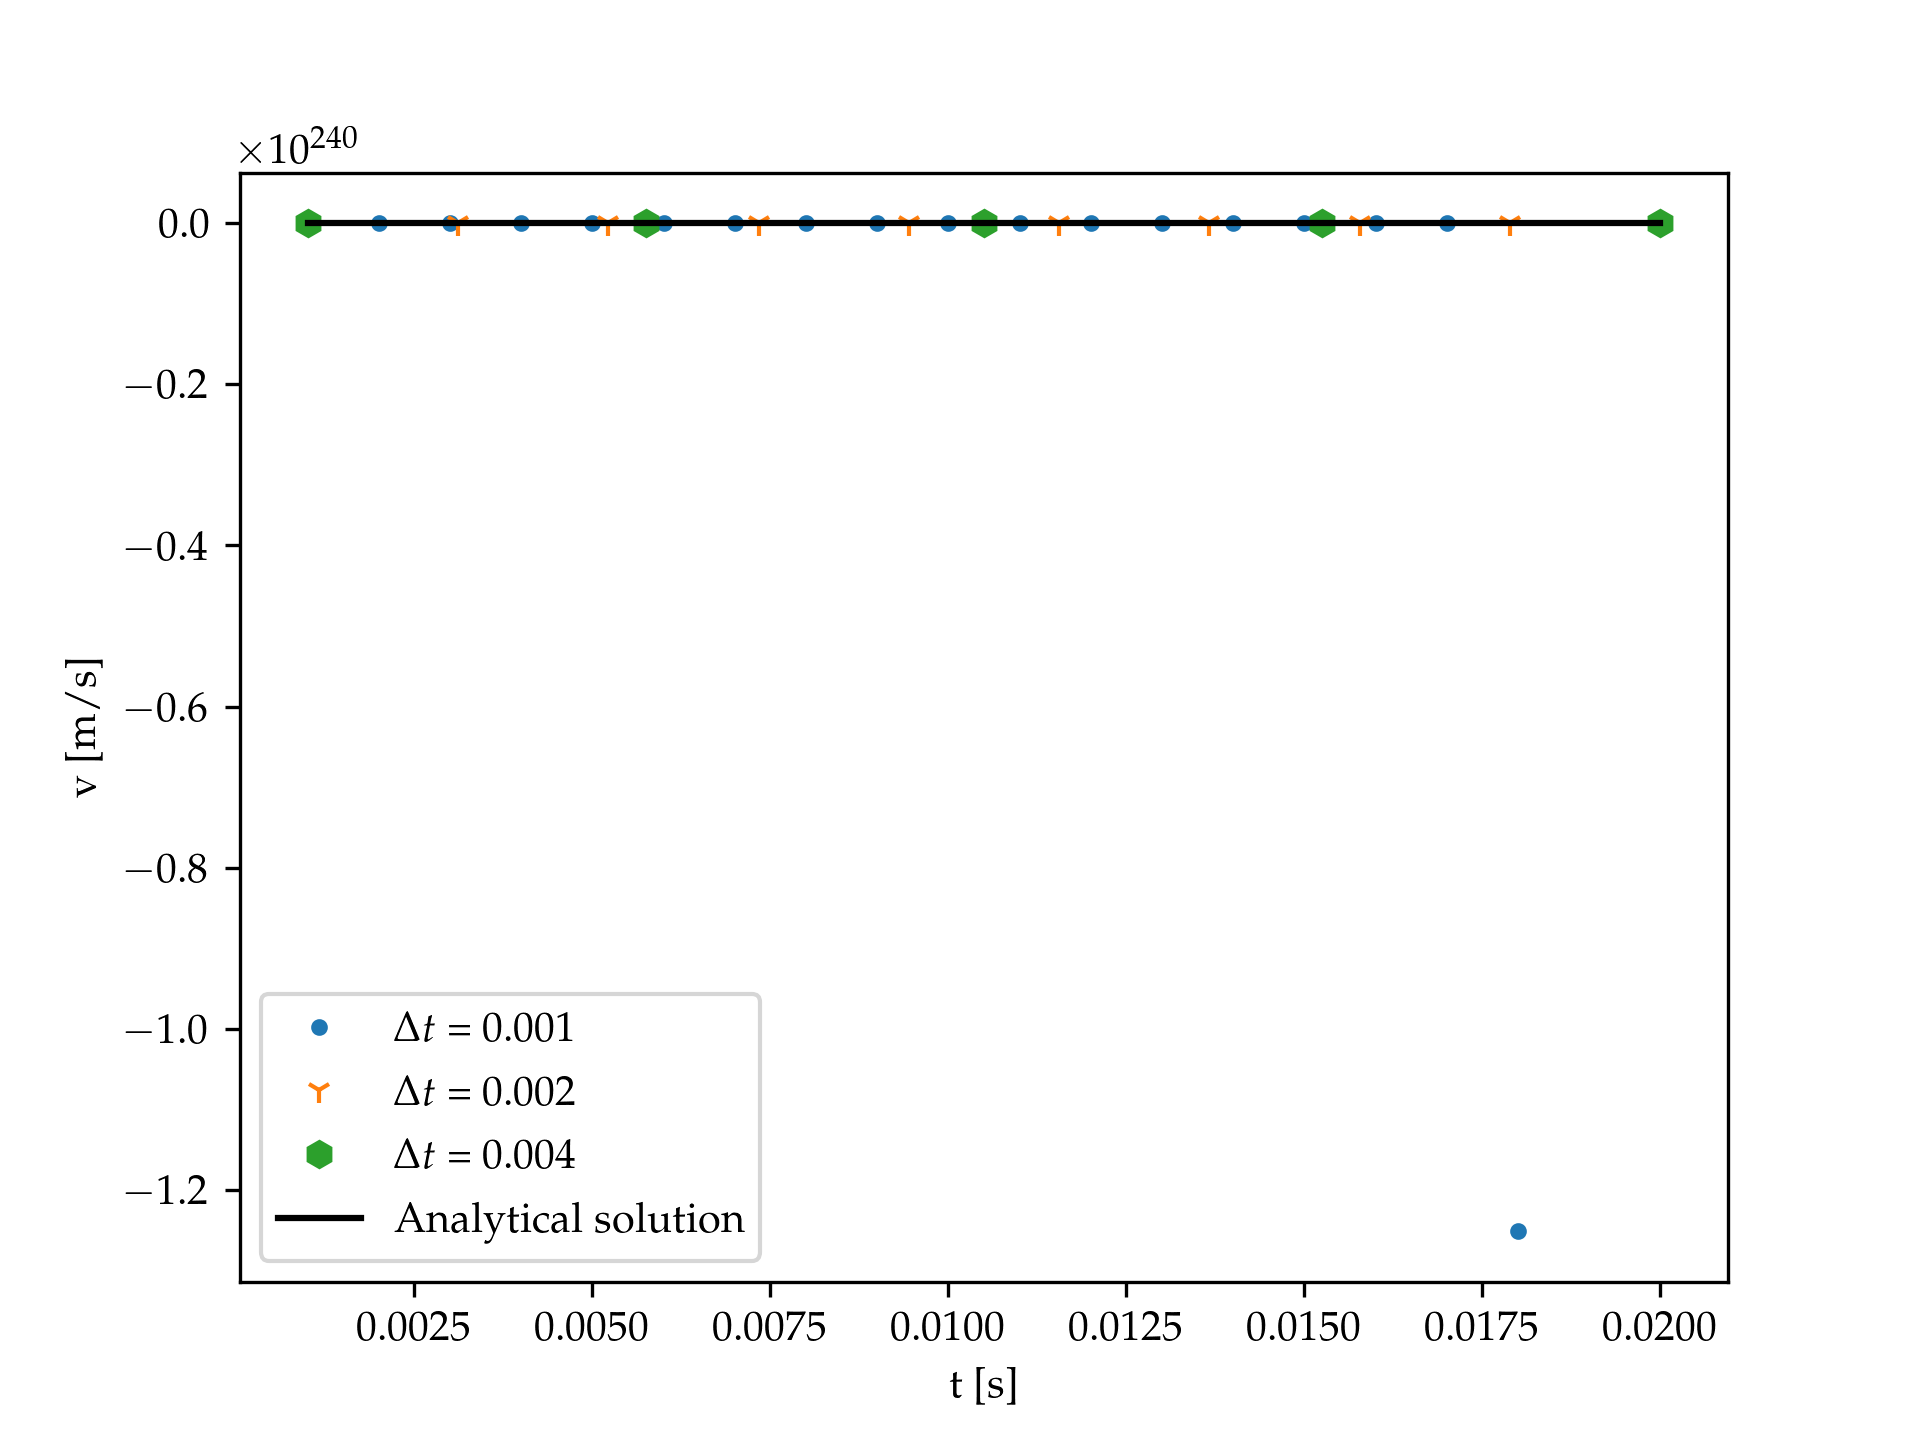 ×10²⁴⁰
0.0
−0.2
−0.4
−0.6
−0.8
−1.0
−1.2
v [m/s]
Δt = 0.001
Δt = 0.002
Δt = 0.004
Analytical solution
0.0025 0.0050 0.0075 0.0100 0.0125 0.0150 0.0175 0.0200
t [s]